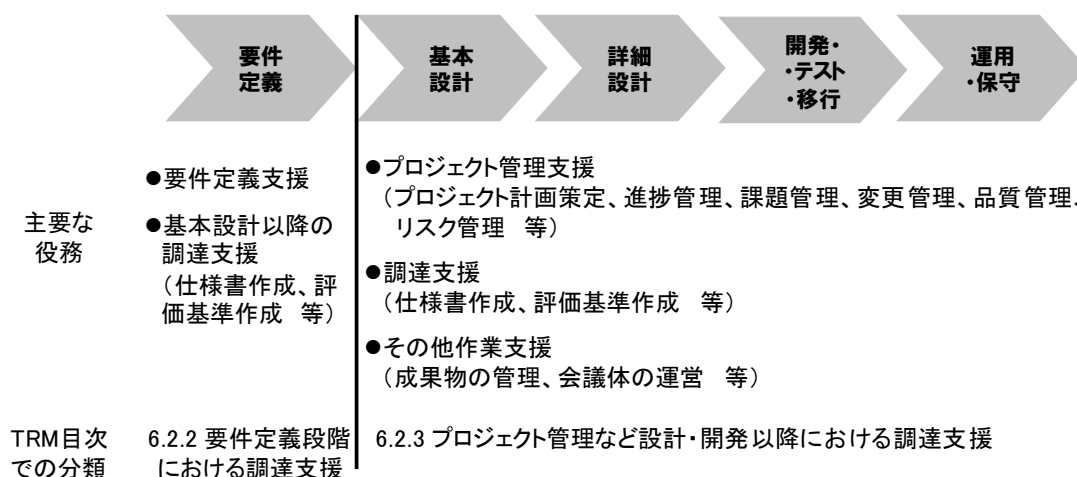 要件
定義
基本
設計
詳細
設計
開発・
・テスト
・移行
運用
・保守
主要な
役務
●要件定義支援
●基本設計以降の
調達支援
（仕様書作成、評
価基準作成　等）
●プロジェクト管理支援
（プロジェクト計画策定、進捗管理、課題管理、変更管理、品質管理、
リスク管理　等）
●調達支援
（仕様書作成、評価基準作成　等）
●その他作業支援
（成果物の管理、会議体の運営　等）
TRM目次
での分類
6.2.2 要件定義段階
における調達支援
6.2.3 プロジェクト管理など設計・開発以降における調達支援